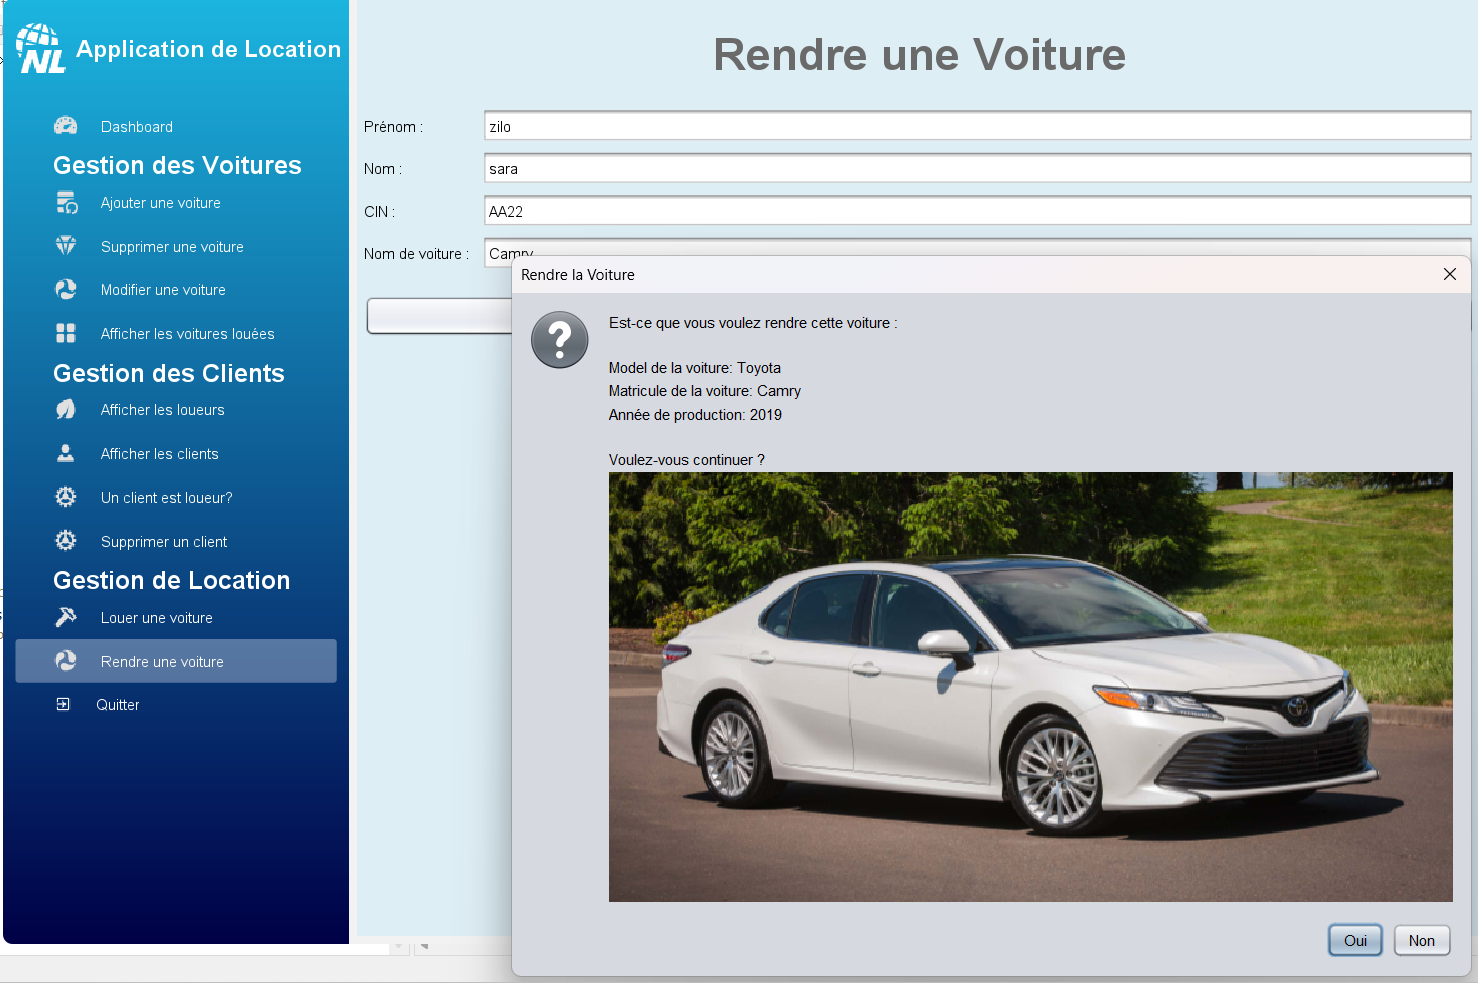 NL Application de Location
Dashboard
Gestion des Voitures
Ajouter une voiture
Supprimer une voiture
Modifier une voiture
Afficher les voitures louées
Gestion des Clients
Afficher les loueurs
Afficher les clients
Un client est loueur?
Supprimer un client
Gestion de Location
Louer une voiture
Rendre une voiture
Quitter
Rendre une Voiture
Prénom : zilo
Nom : sara
CIN : AA22
Nom de voiture : Camry
Rendre la Voiture
Est-ce que vous voulez rendre cette voiture :
Model de la voiture: Toyota
Matricule de la voiture: Camry
Année de production: 2019
Voulez-vous continuer ?
Oui Non